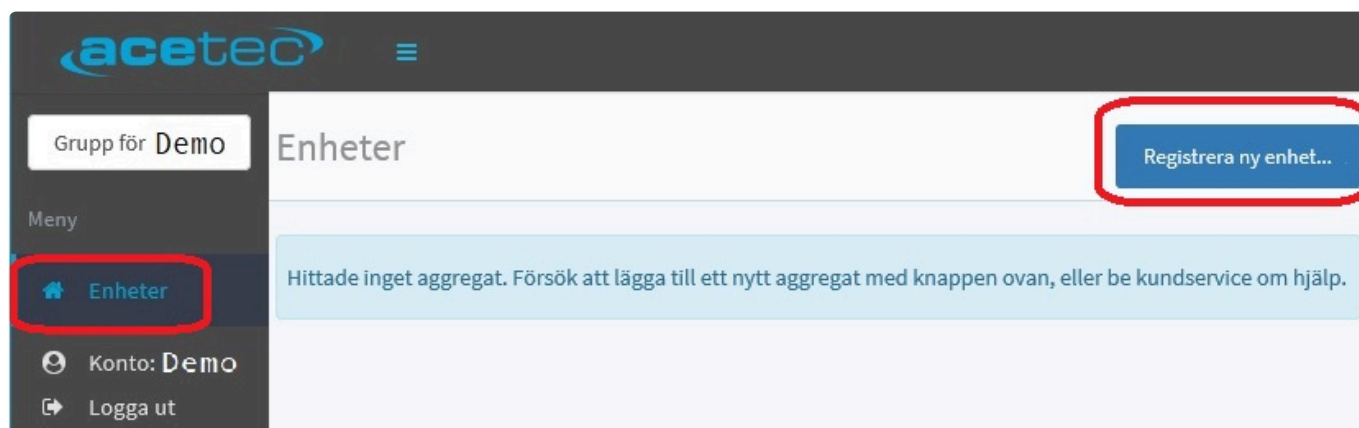 acetec
Grupp för Demo
Enheter
Registrera ny enhet...
Meny
Enheter
Hittade inget aggregat. Försök att lägga till ett nytt aggregat med knappen ovan, eller be kundservice om hjälp.
Konto: Demo
Logga ut